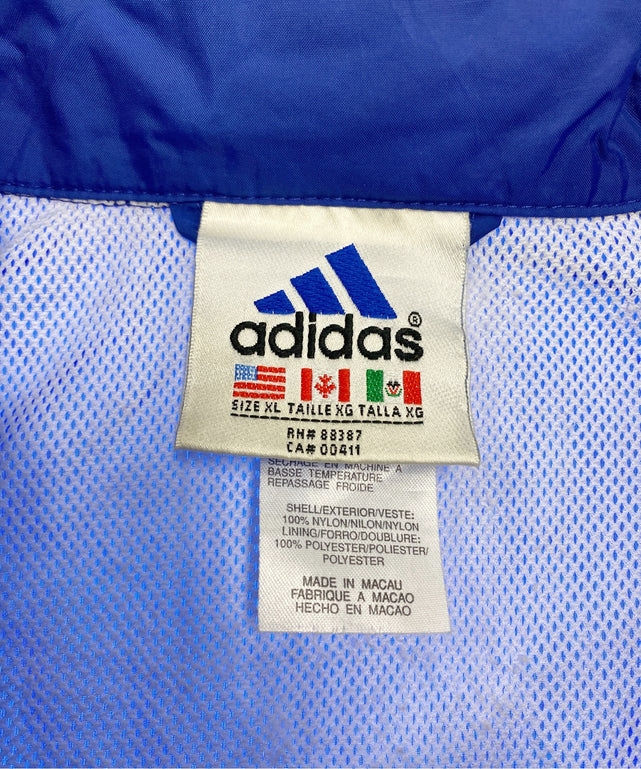 adidas®
SIZE XL TAILLE XG TALLA XG
RN# 88387
CA# 00411
SECHAGE EN MACHINE A
BASSE TEMPERATURE
REPASSAGE FROIDE
SHELL/EXTERIOR/VESTE:
100% NYLON/NILON/NYLON
LINING/FORRO/DOUBLURE:
100% POLYESTER/POLIESTER/
POLYESTER
MADE IN MACAU
FABRIQUE A MACAO
HECHO EN MACAO